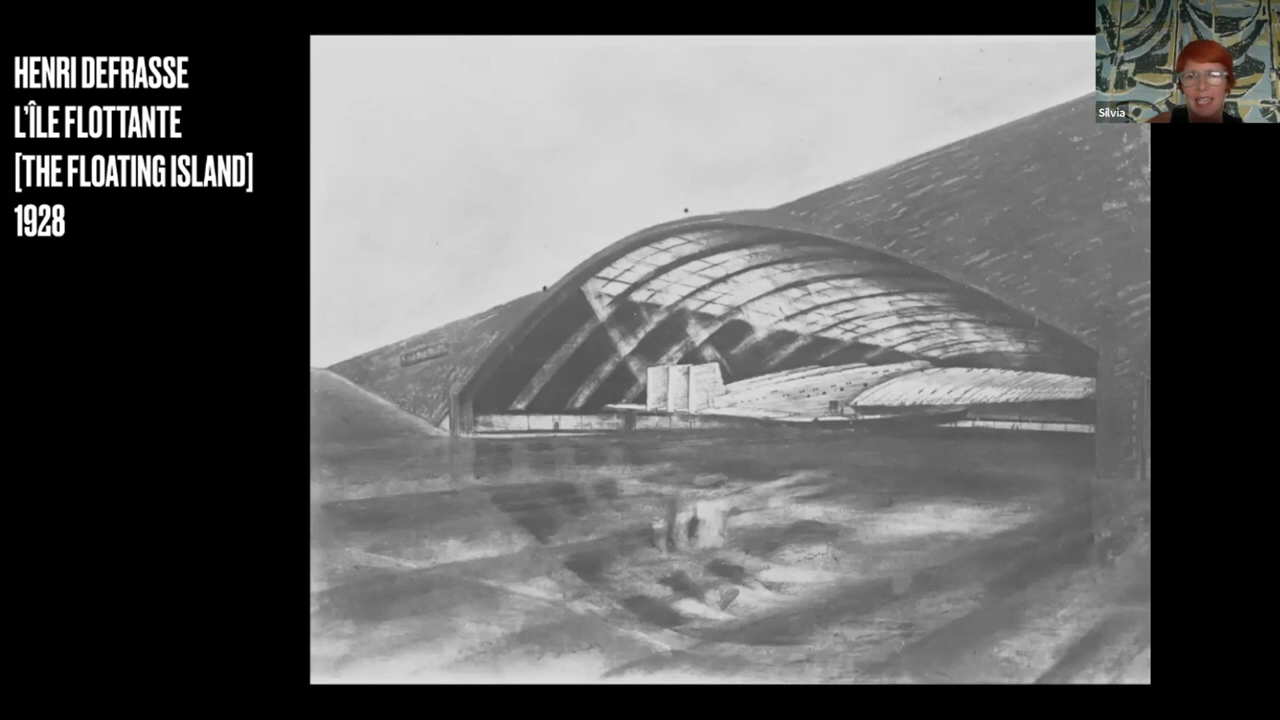 HENRI DEFRASSE
L'ÎLE FLOTTANTE
[THE FLOATING ISLAND]
1928
Silvia